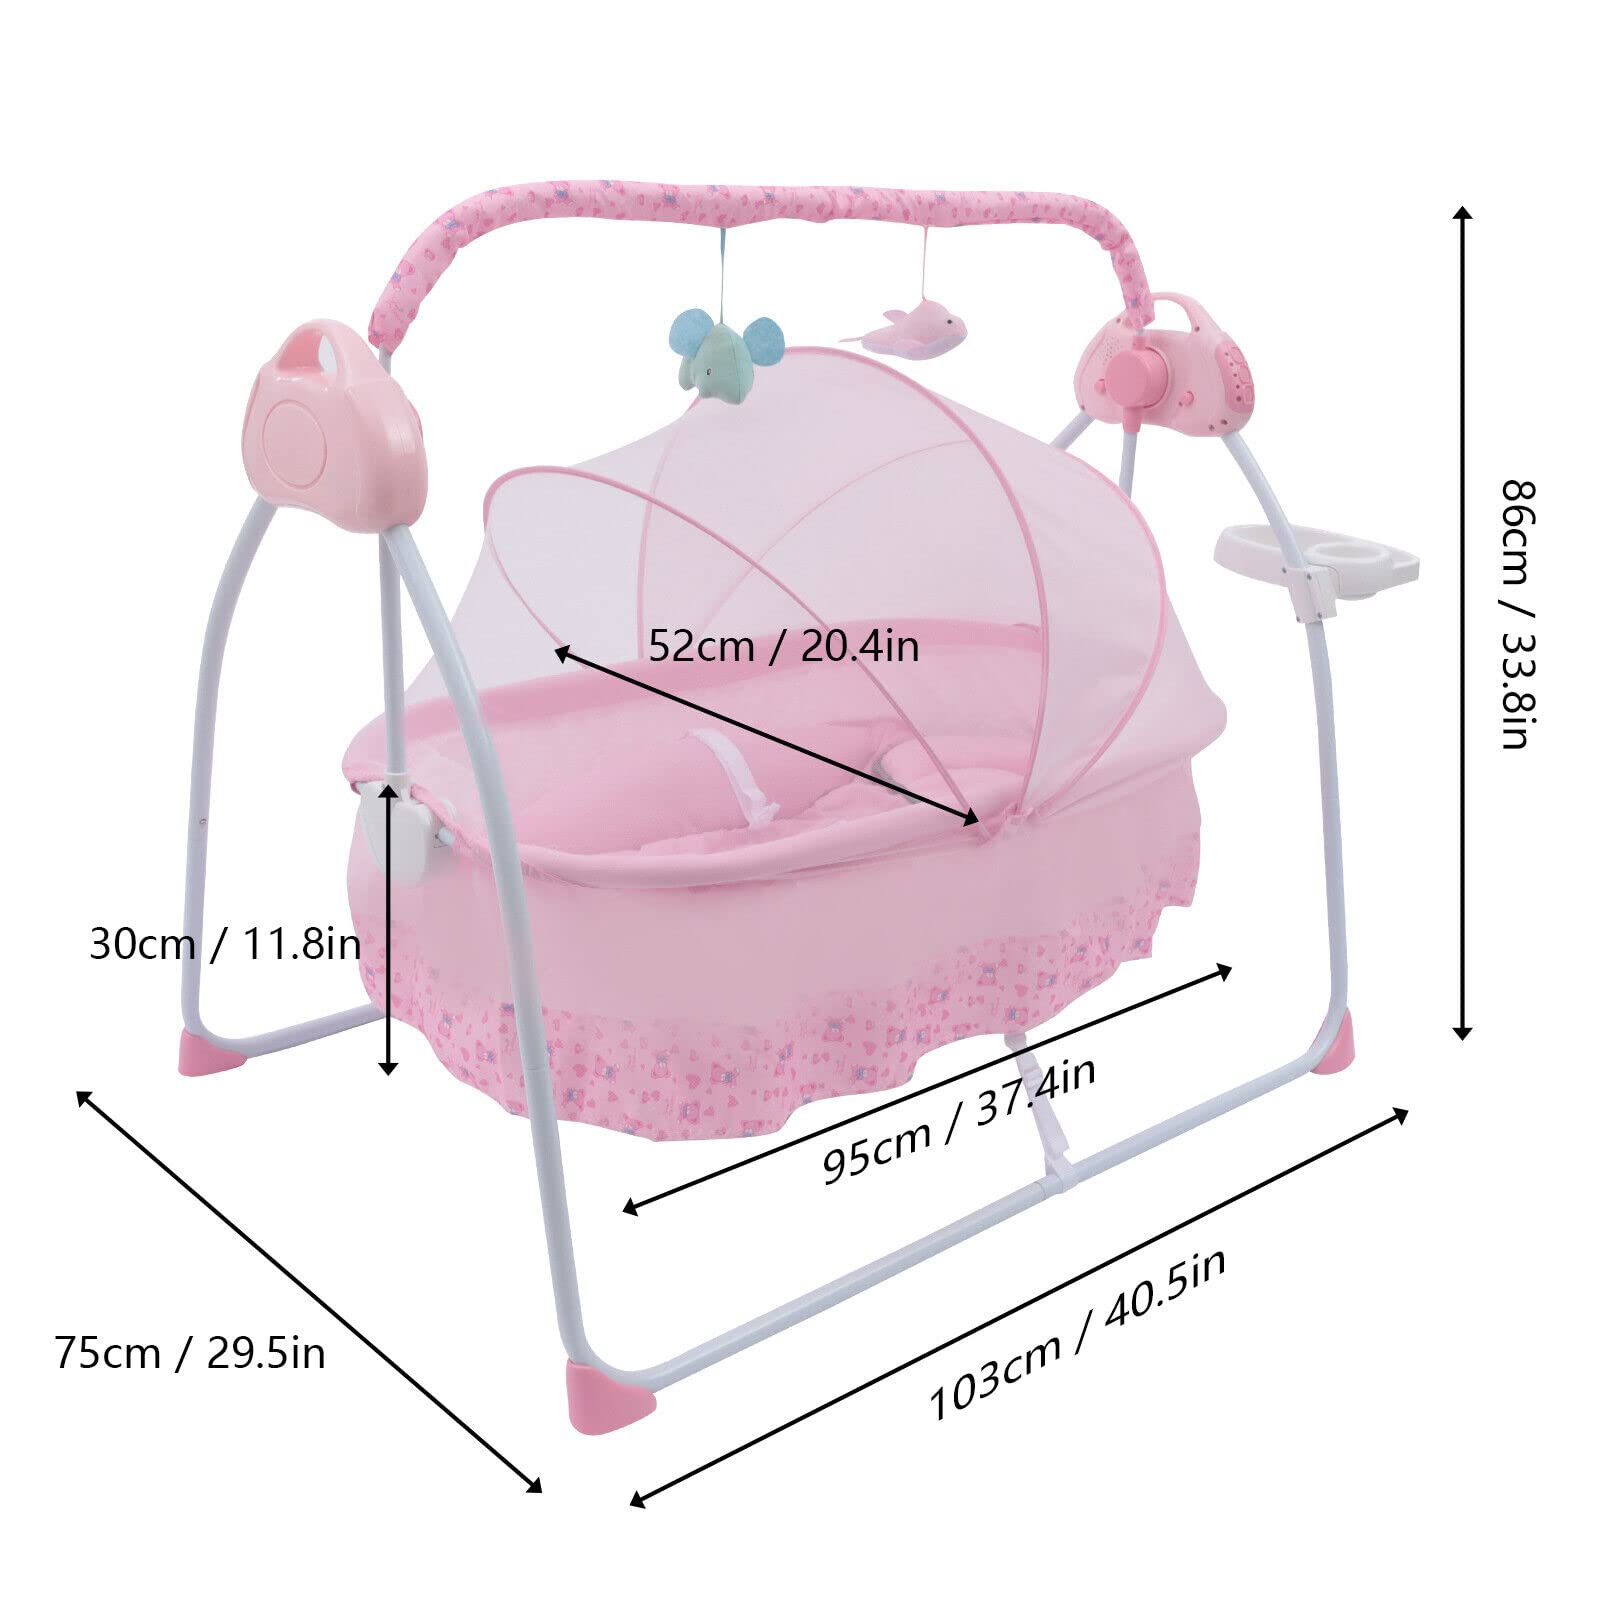 52cm / 20.4in
86cm / 33.8in
30cm / 11.8in
95cm / 37.4in
103cm / 40.5in
75cm / 29.5in